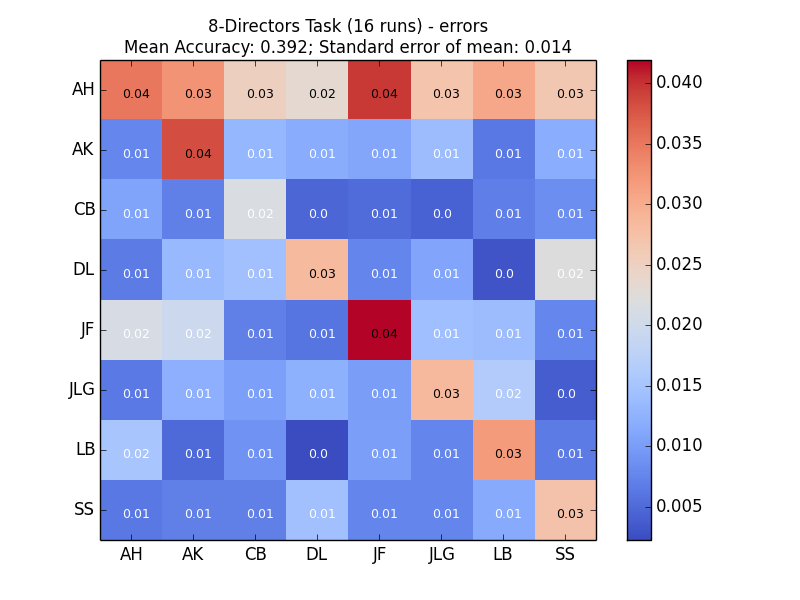 8-Directors Task (16 runs) - errors
Mean Accuracy: 0.392; Standard error of mean: 0.014
AH 0.04 0.03 0.03 0.02 0.04 0.03 0.03 0.03
AK 0.01 0.04 0.01 0.01 0.01 0.01 0.01 0.01
CB 0.01 0.01 0.02 0.0 0.01 0.0 0.01 0.01
DL 0.01 0.01 0.01 0.03 0.01 0.01 0.0 0.02
JF 0.02 0.02 0.01 0.01 0.04 0.01 0.01 0.01
JLG 0.01 0.01 0.01 0.01 0.01 0.03 0.02 0.0
LB 0.02 0.01 0.01 0.0 0.01 0.01 0.03 0.01
SS 0.01 0.01 0.01 0.01 0.01 0.01 0.01 0.03
AH AK CB DL JF JLG LB SS
0.040
0.035
0.030
0.025
0.020
0.015
0.010
0.005